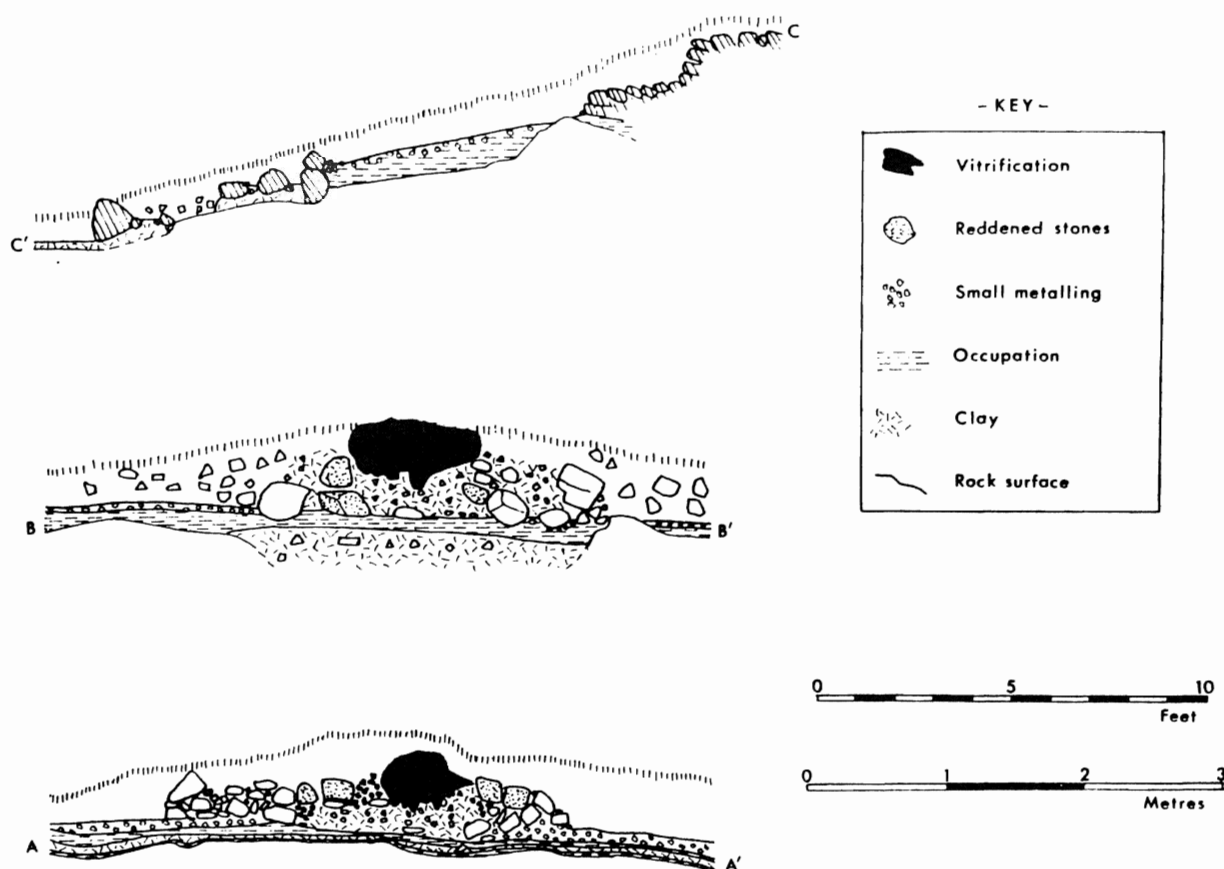 C
C'
- KEY -
Vitrification
Reddened stones
Small metalling
Occupation
Clay
Rock surface
B
B'
0 5 10
Feet
0 1 2 3
Metres
A
A'